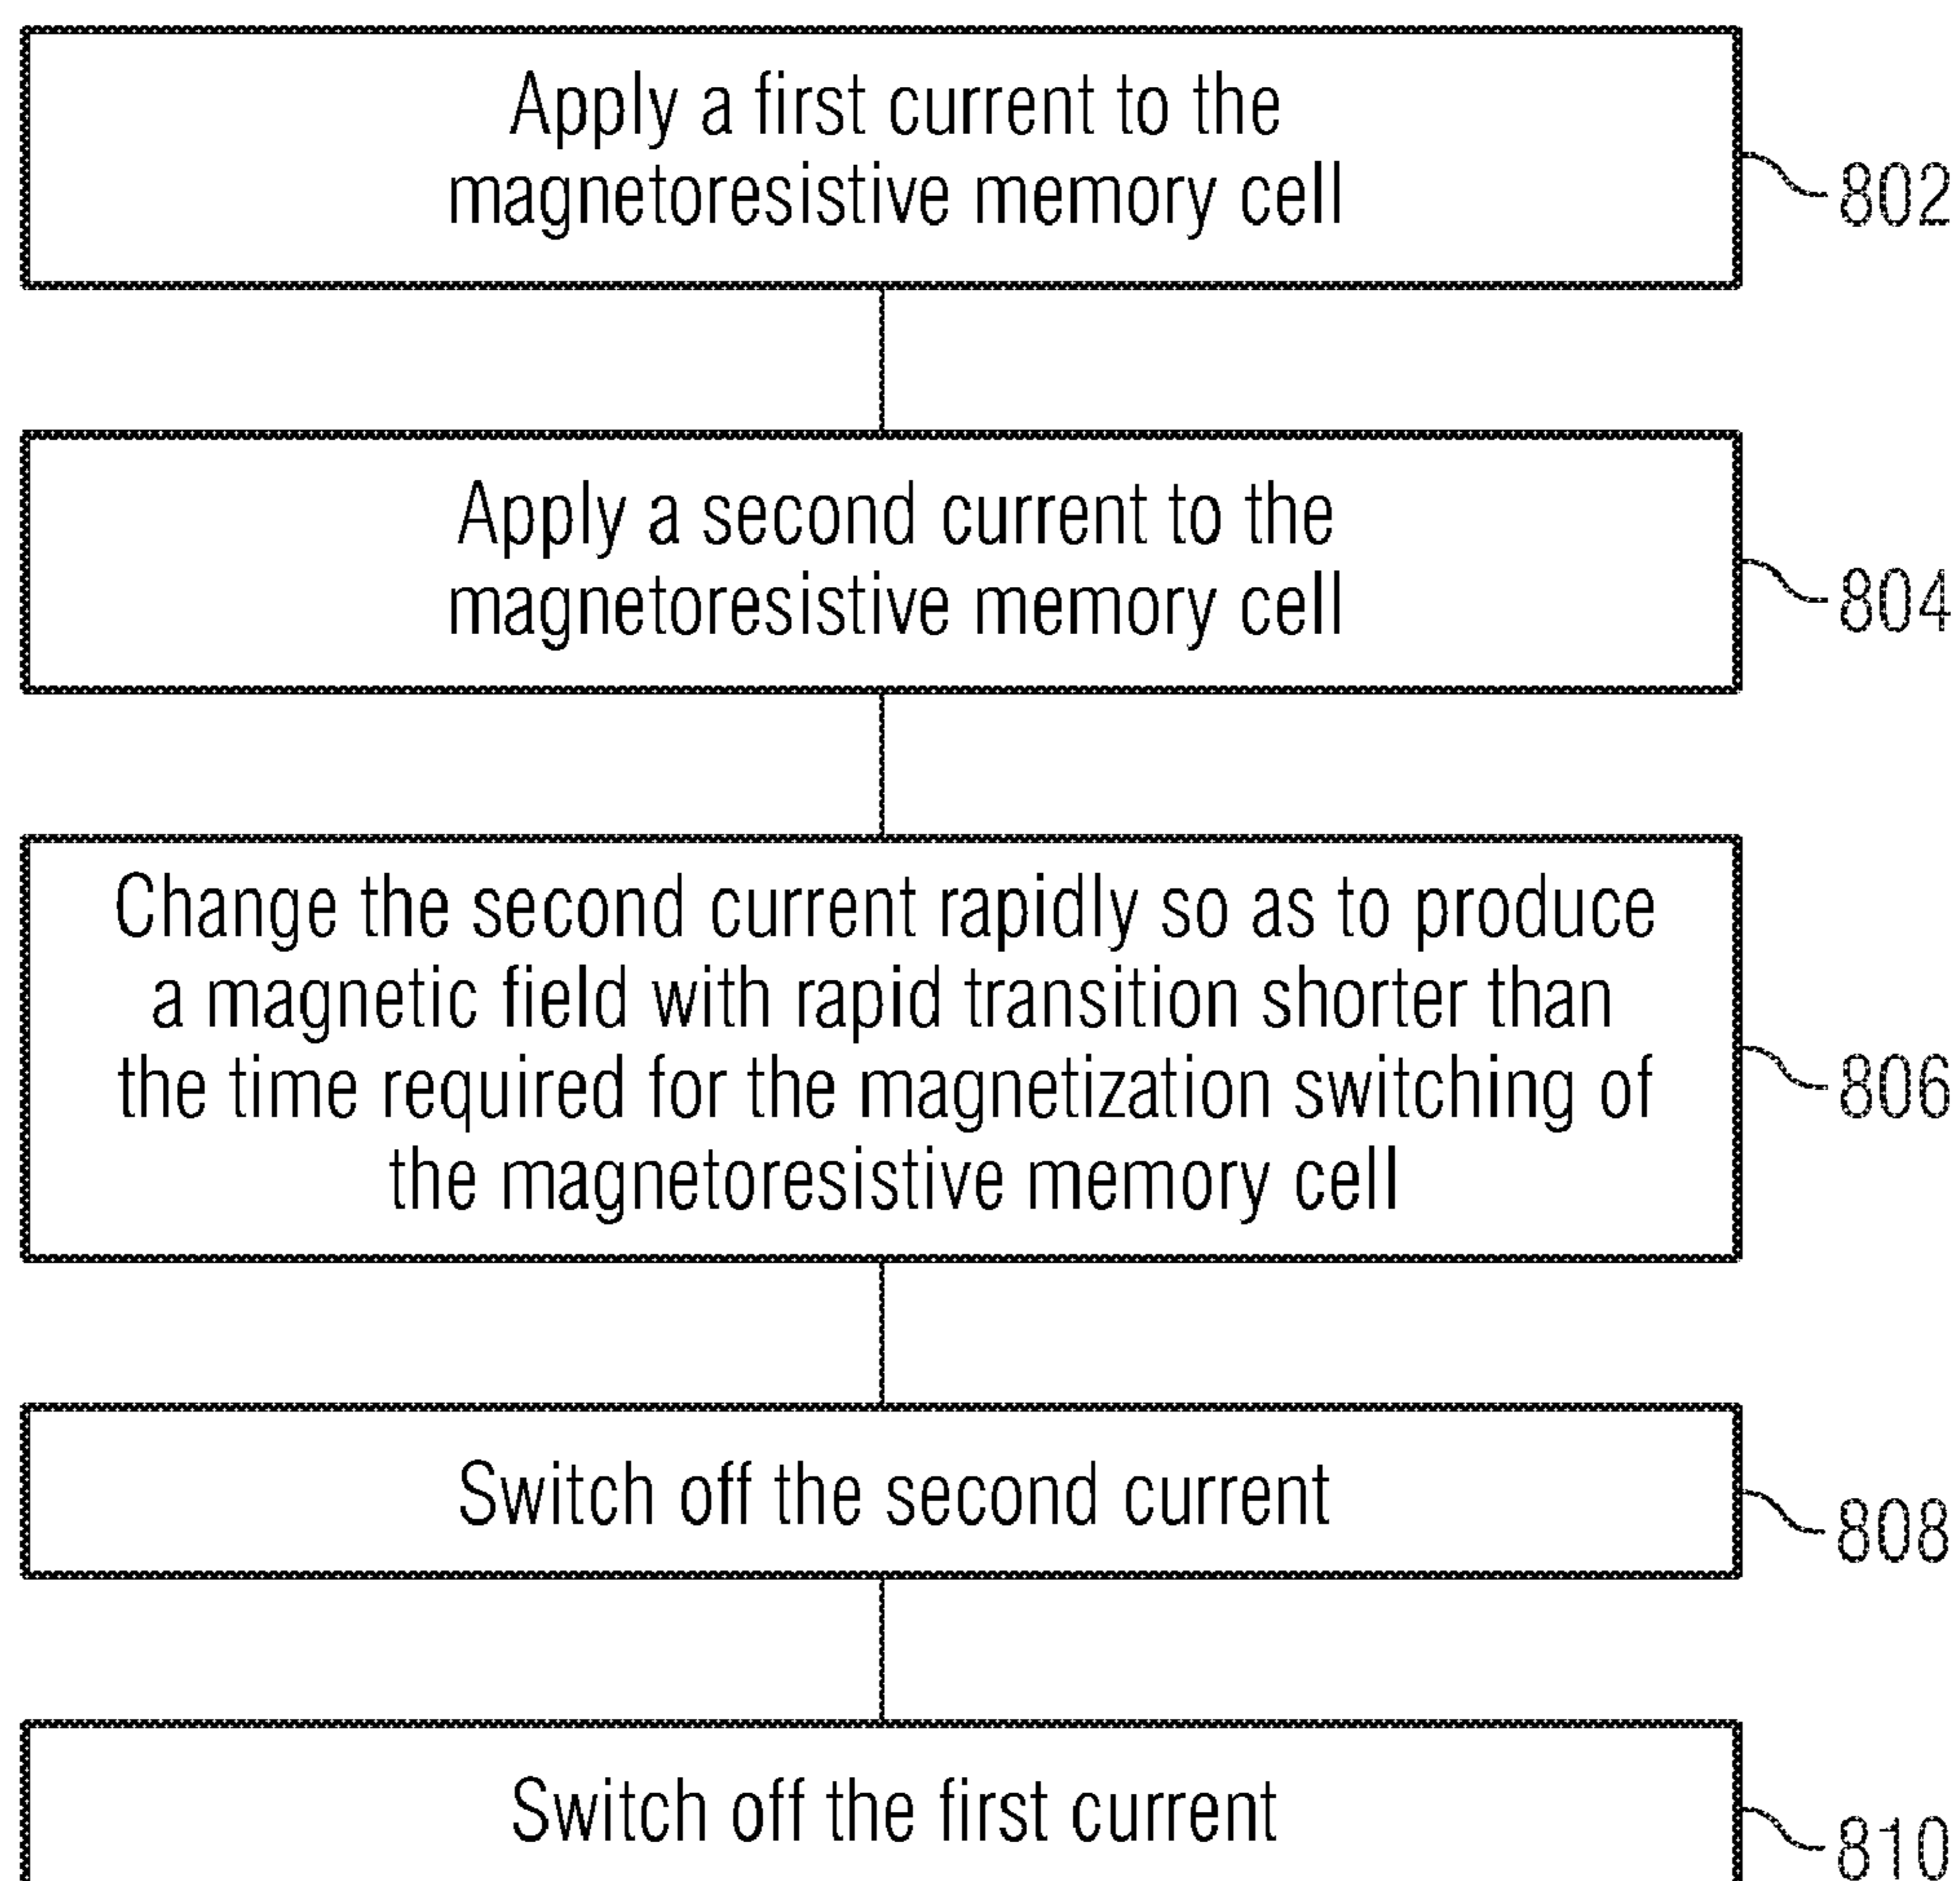 Apply a first current to the
magnetoresistive memory cell
802
Apply a second current to the
magnetoresistive memory cell
804
Change the second current rapidly so as to produce
a magnetic field with rapid transition shorter than
the time required for the magnetization switching of
the magnetoresistive memory cell
806
Switch off the second current
808
Switch off the first current
810